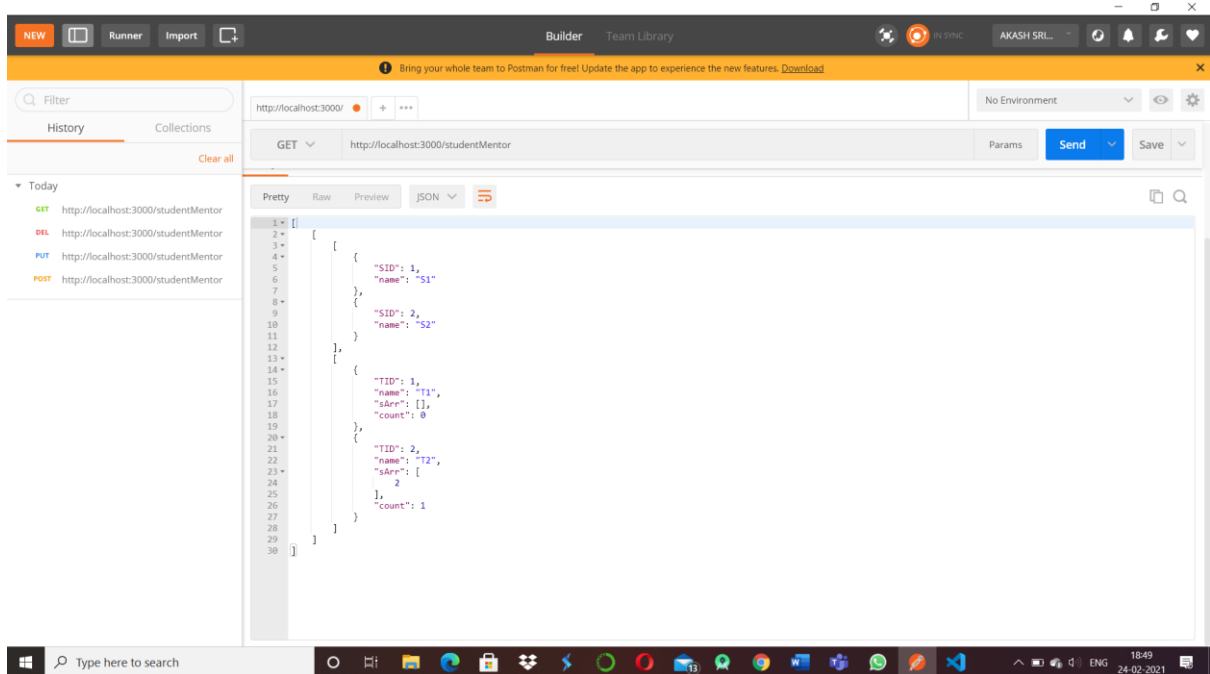 NEW Runner Import Builder Team Library IN SYNC AKASH SRI...
Bring your whole team to Postman for free! Update the app to experience the new features. Download
Filter
History Collections
Clear all
Today
GET http://localhost:3000/studentMentor
DEL http://localhost:3000/studentMentor
PUT http://localhost:3000/studentMentor
POST http://localhost:3000/studentMentor
http://localhost:3000/ + •••
No Environment
GET http://localhost:3000/studentMentor Params Send Save
Pretty Raw Preview JSON
1 [
2 [
3 [
4 {
5 "SID": 1,
6 "name": "S1"
7 },
8 {
9 "SID": 2,
10 "name": "S2"
11 }
12 ],
13 [
14 {
15 "TID": 1,
16 "name": "T1",
17 "sArr": [],
18 "count": 0
19 },
20 {
21 "TID": 2,
22 "name": "T2",
23 "sArr": [
24 2
25 ],
26 "count": 1
27 }
28 ]
29 ]
30 ]
Type here to search
13
ENG
18:49
24-02-2021